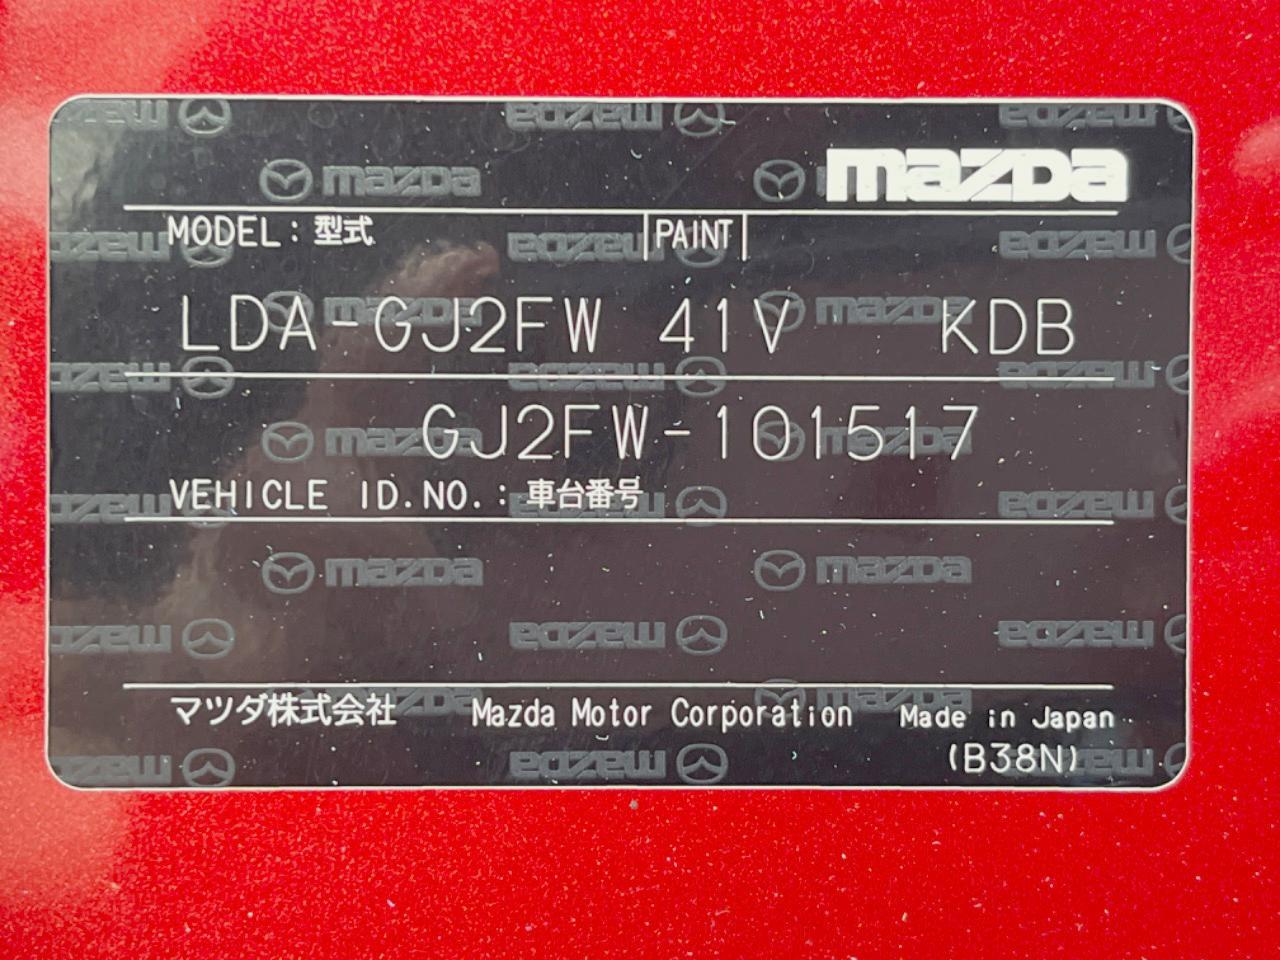 mazda
MODEL : 型式 PAINT
LDA-GJ2FW 41V KDB
GJ2FW-101517
VEHICLE ID.NO. : 車台番号
マツダ株式会社 Mazda Motor Corporation Made in Japan
(B38N)